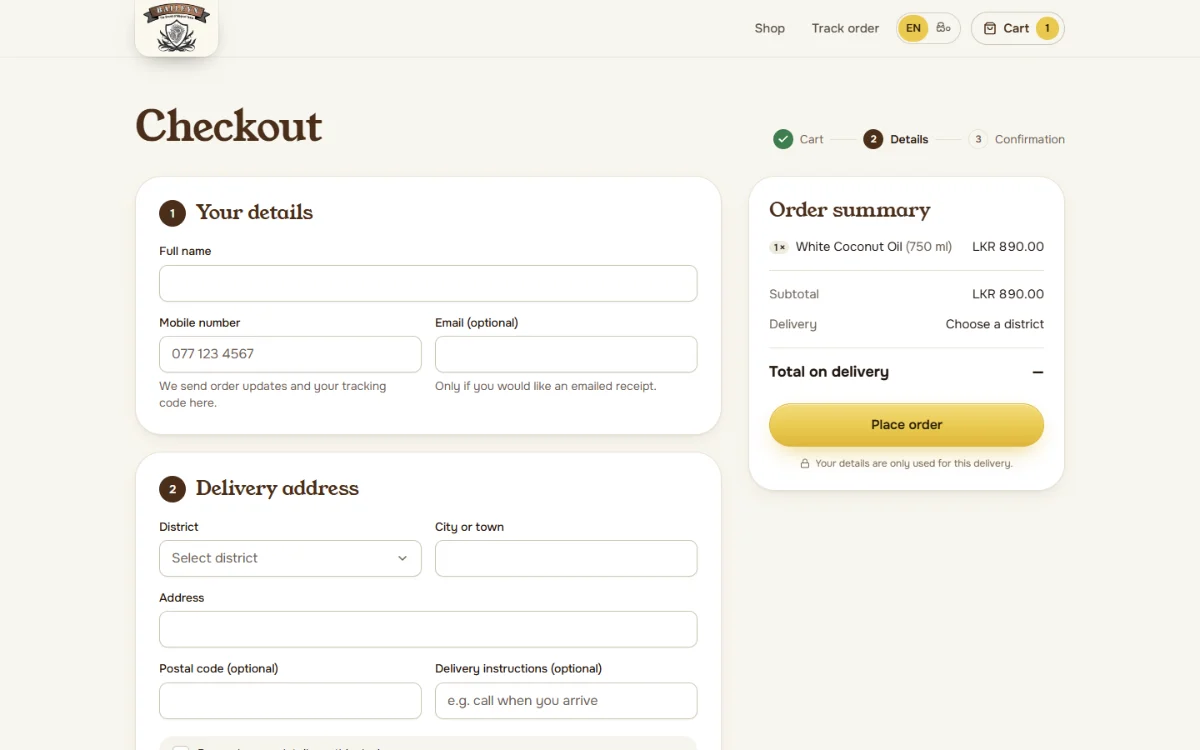 Shop
Track order
EN
සිං
Cart 1
Checkout
Cart
2 Details
3 Confirmation
1 Your details
Full name
Mobile number
Email (optional)
077 123 4567
We send order updates and your tracking
code here.
Only if you would like an emailed receipt.
2 Delivery address
District
City or town
Select district
Address
Postal code (optional)
Delivery instructions (optional)
e.g. call when you arrive
Order summary
1× White Coconut Oil (750 ml) LKR 890.00
Subtotal LKR 890.00
Delivery Choose a district
Total on delivery –
Place order
Your details are only used for this delivery.